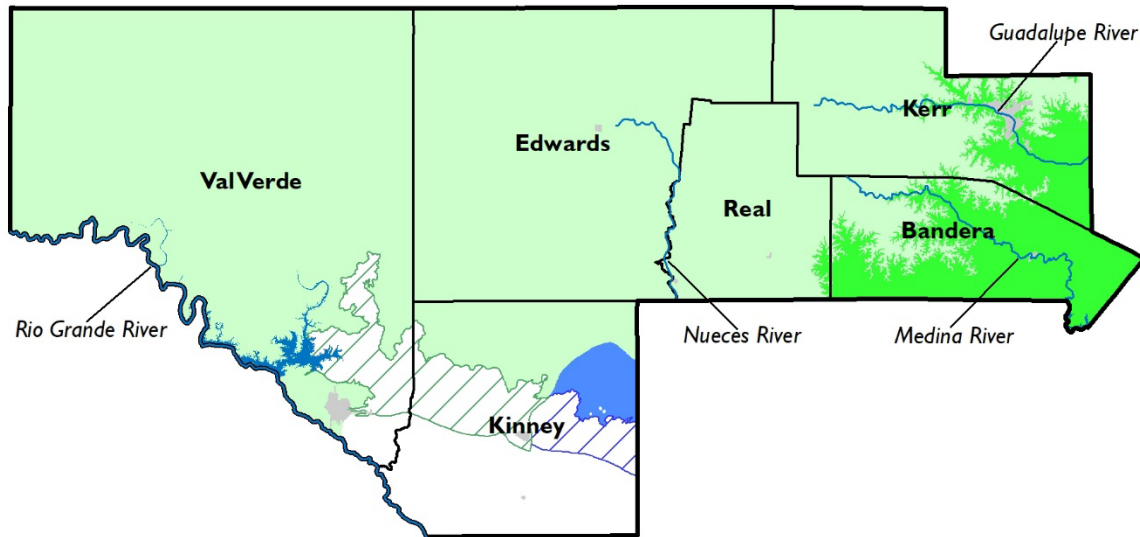 Guadalupe River
Kerr
Edwards
Val Verde
Real
Bandera
Rio Grande River
Nueces River
Medina River
Kinney